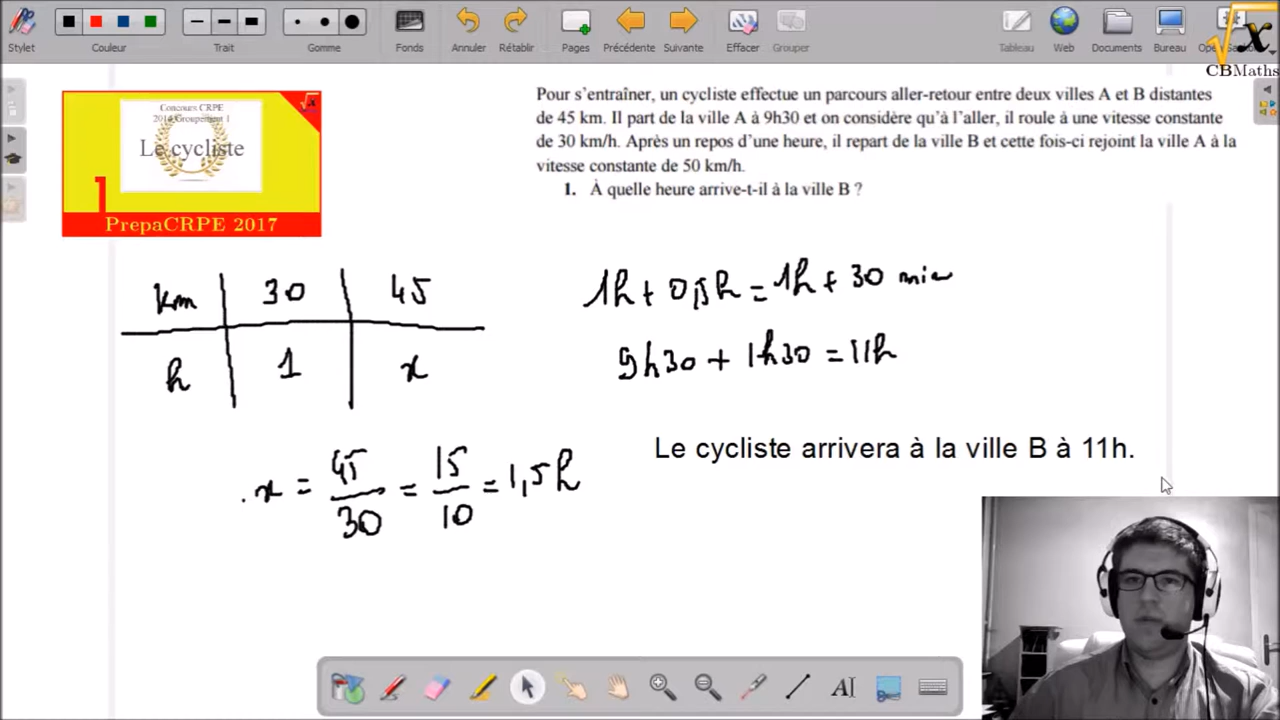 Stylet
Couleur
Trait
Gomme
Fonds
Annuler
Rétablir
Pages
Précédente
Suivante
Effacer
Grouper
Tableau
Web
Documents
Bureau
√x
CBMaths
Concours CRPE
Le cycliste
1
PrepaCRPE 2017
Pour s'entraîner, un cycliste effectue un parcours aller-retour entre deux villes A et B distantes
de 45 km. Il part de la ville A à 9h30 et on considère qu'à l'aller, il roule à une vitesse constante
de 30 km/h. Après un repos d'une heure, il repart de la ville B et cette fois-ci rejoint la ville A à la
vitesse constante de 50 km/h.
1. À quelle heure arrive-t-il à la ville B ?
km 30 45
h 1 x
x = 45/30 = 15/10 = 1,5h
1h + 0,5h = 1h + 30 min
9h30 + 1h30 = 11h
Le cycliste arrivera à la ville B à 11h.
AI